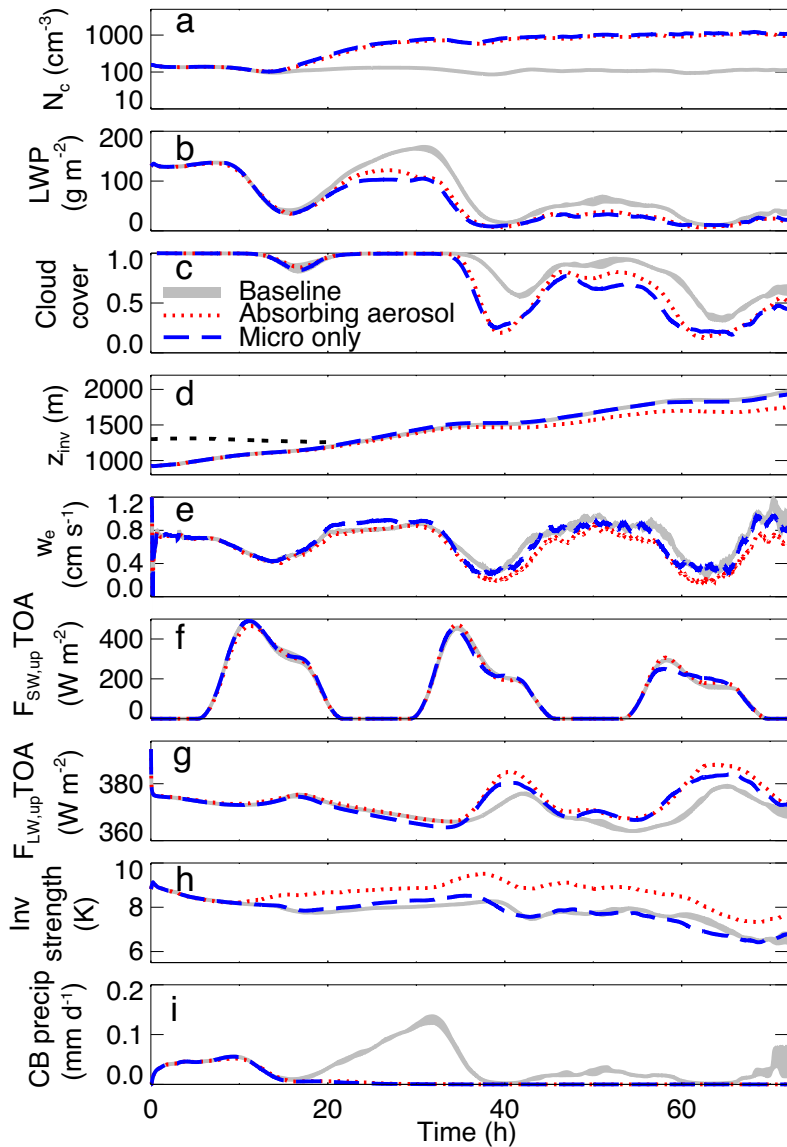 a
N_c (cm^-3)
1000
100
10
b
LWP
(g m^-2)
200
100
0
c
Cloud
cover
1.0
0.5
0.0
Baseline
Absorbing aerosol
Micro only
d
z_inv (m)
2000
1500
1000
e
w_e
(cm s^-1)
1.2
0.8
0.4
0.0
f
F_SW,up TOA
(W m^-2)
400
200
0
g
F_LW,up TOA
(W m^-2)
380
360
h
Inv
strength
(K)
10
8
6
i
CB precip
(mm d^-1)
0.2
0.1
0.0
0 20 40 60
Time (h)